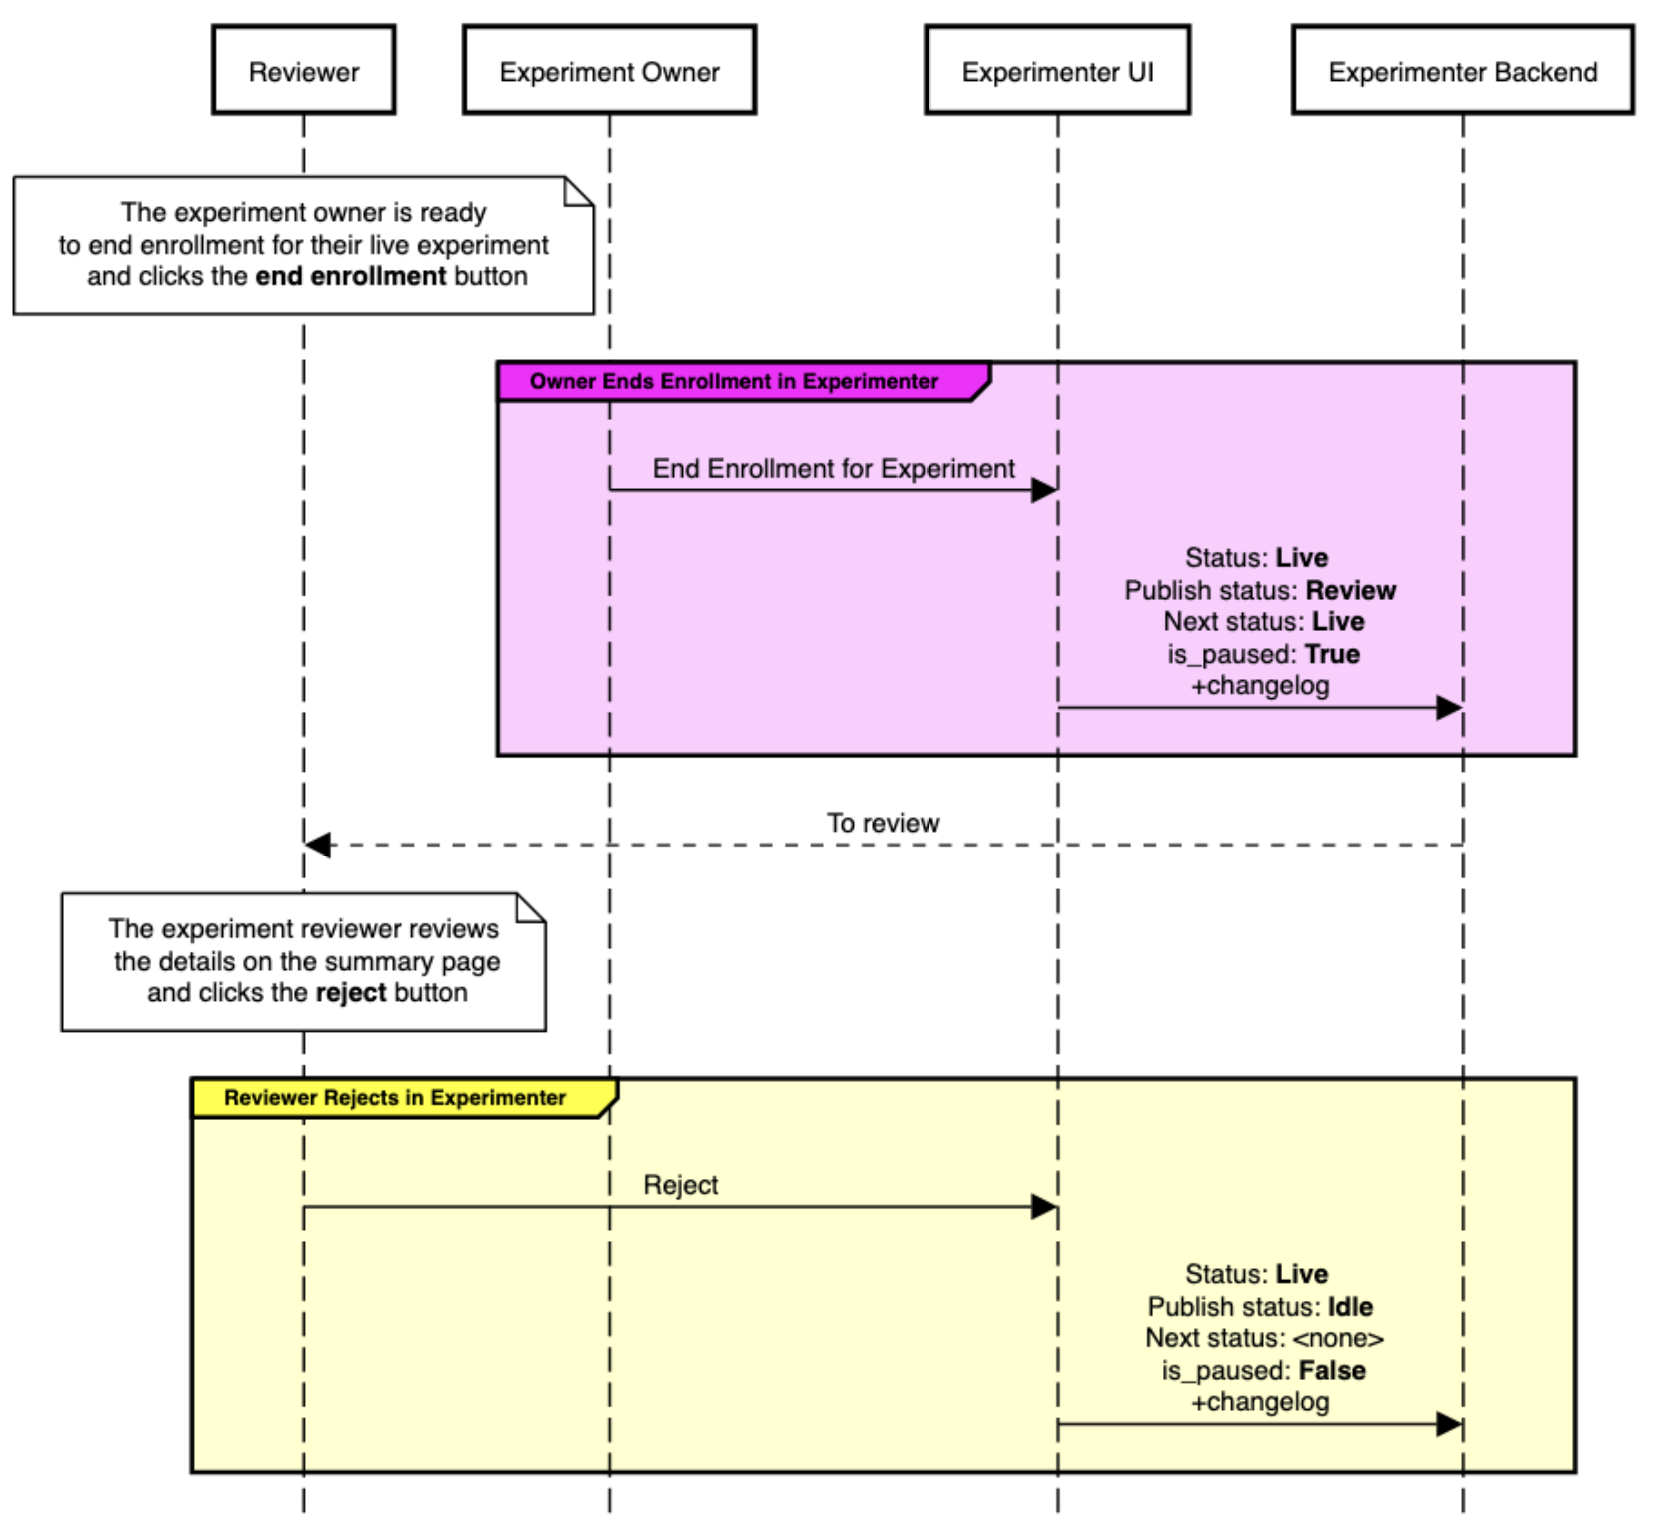 Reviewer
Experiment Owner
Experimenter UI
Experimenter Backend
The experiment owner is ready
to end enrollment for their live experiment
and clicks the end enrollment button
Owner Ends Enrollment in Experimenter
End Enrollment for Experiment
Status: Live
Publish status: Review
Next status: Live
is_paused: True
+changelog
To review
The experiment reviewer reviews
the details on the summary page
and clicks the reject button
Reviewer Rejects in Experimenter
Reject
Status: Live
Publish status: Idle
Next status: <none>
is_paused: False
+changelog